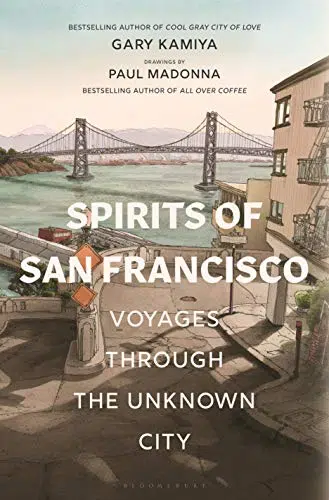 BESTSELLING AUTHOR OF COOL GRAY CITY OF LOVE
GARY KAMIYA
DRAWINGS BY
PAUL MADONNA
BESTSELLING AUTHOR OF ALL OVER COFFEE
SPIRITS OF
SAN FRANCISCO
VOYAGES
THROUGH
THE UNKNOWN
CITY
BLOOMSBURY